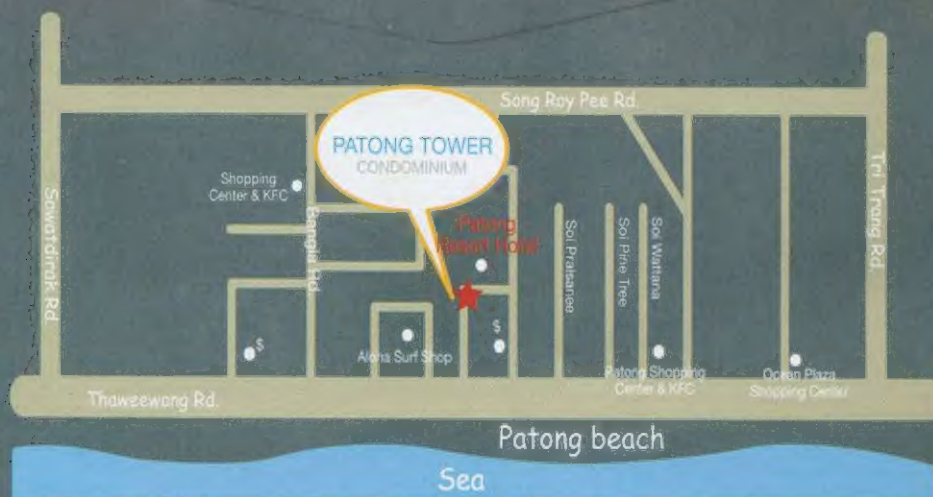 Song Roy Pee Rd.
PATONG TOWER
CONDOMINIUM
Shopping
Center & KFC
Sawatdirak Rd.
Bangla Rd.
Patong
Resort Hotel
Soi Praisanee
Soi Pine Tree
Soi Wattana
Tri Trang Rd.
$
$
Aloha Surf Shop
Patong Shopping
Center & KFC
Ocean Plaza
Shopping Center
Thaweewong Rd.
Patong beach
Sea